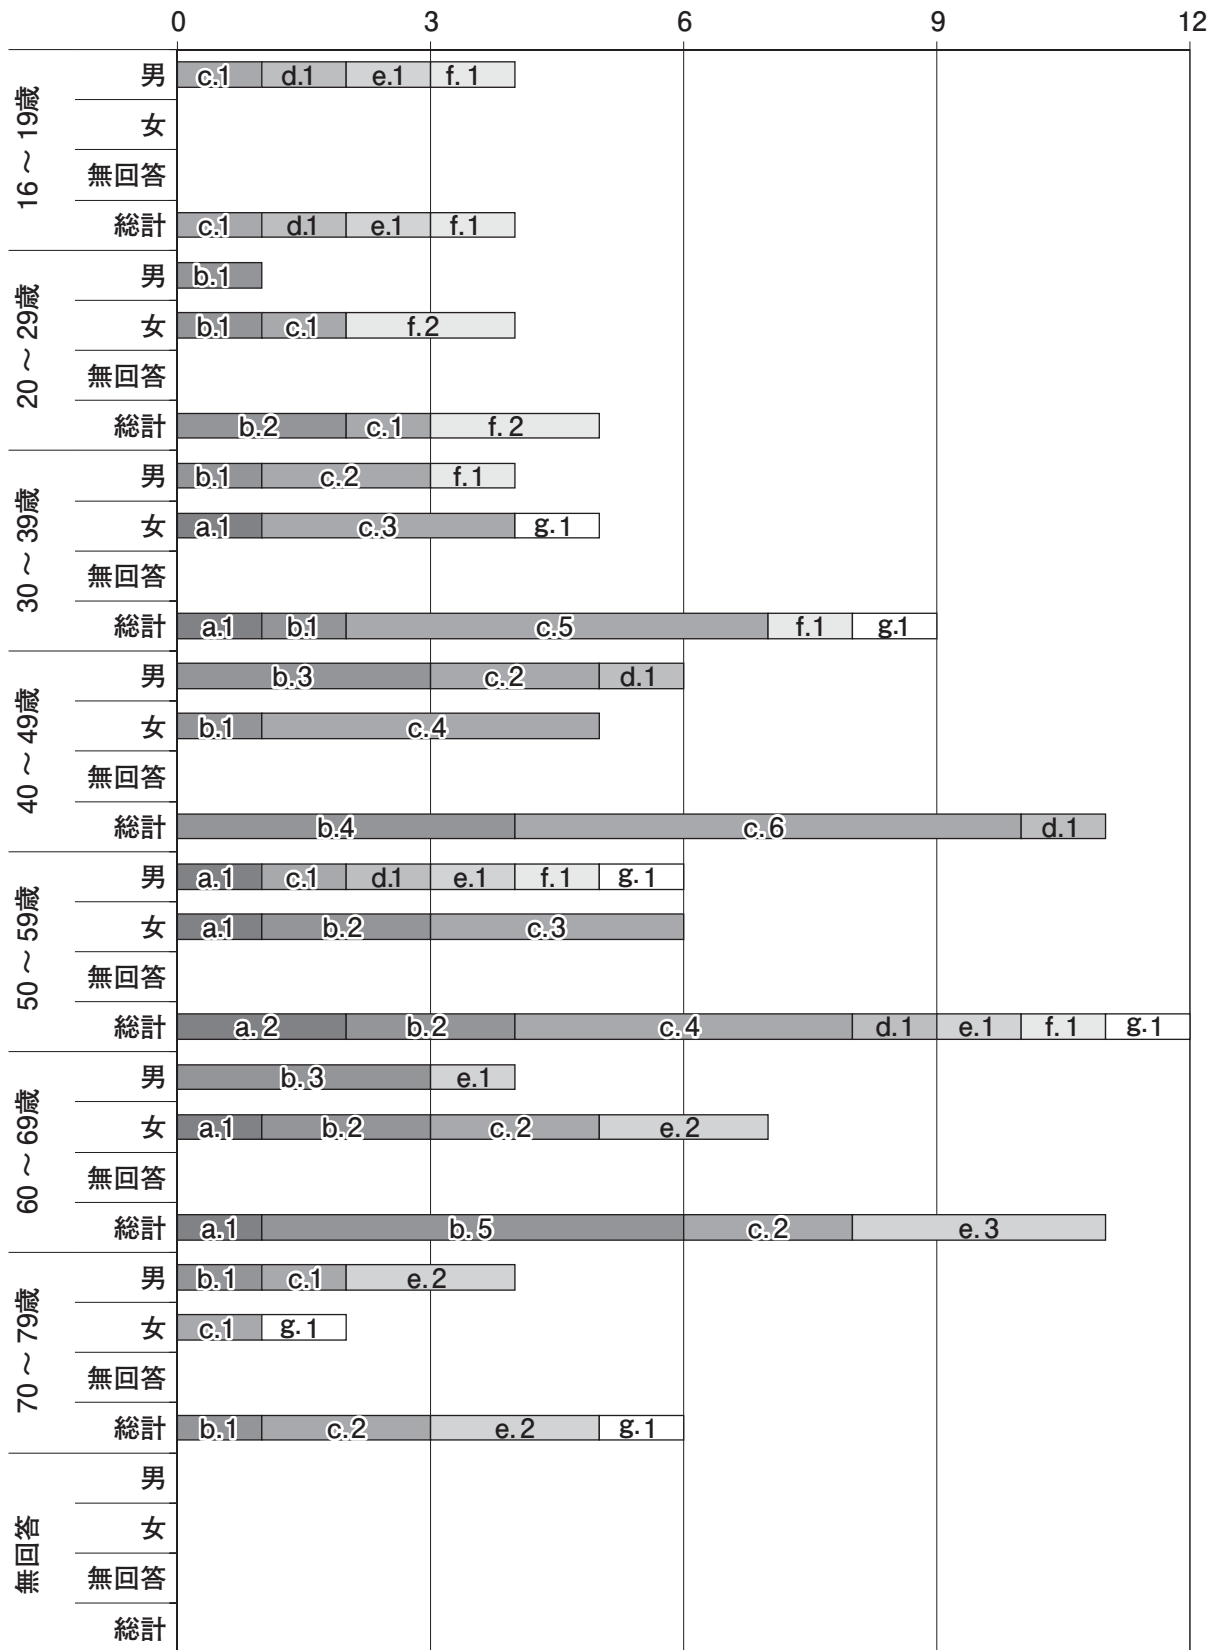 0 3 6 9 12
16～19歳
男 c.1 d.1 e.1 f.1
女
無回答
総計 c.1 d.1 e.1 f.1
20～29歳
男 b.1
女 b.1 c.1 f.2
無回答
総計 b.2 c.1 f.2
30～39歳
男 b.1 c.2 f.1
女 a.1 c.3 g.1
無回答
総計 a.1 b.1 c.5 f.1 g.1
40～49歳
男 b.3 c.2 d.1
女 b.1 c.4
無回答
総計 b.4 c.6 d.1
50～59歳
男 a.1 c.1 d.1 e.1 f.1 g.1
女 a.1 b.2 c.3
無回答
総計 a.2 b.2 c.4 d.1 e.1 f.1 g.1
60～69歳
男 b.3 e.1
女 a.1 b.2 c.2 e.2
無回答
総計 a.1 b.5 c.2 e.3
70～79歳
男 b.1 c.1 e.2
女 c.1 g.1
無回答
総計 b.1 c.2 e.2 g.1
無回答
男
女
無回答
総計